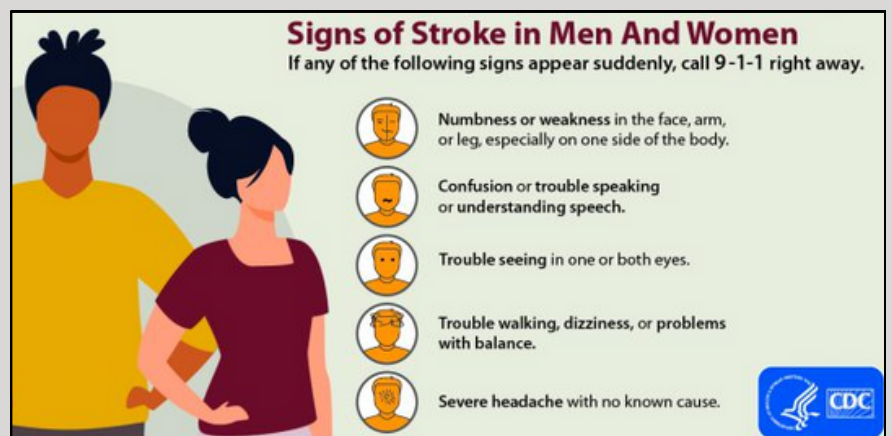 Signs of Stroke in Men And Women
If any of the following signs appear suddenly, call 9-1-1 right away.
Numbness or weakness in the face, arm,
or leg, especially on one side of the body.
Confusion or trouble speaking
or understanding speech.
Trouble seeing in one or both eyes.
Trouble walking, dizziness, or problems
with balance.
Severe headache with no known cause.
CDC